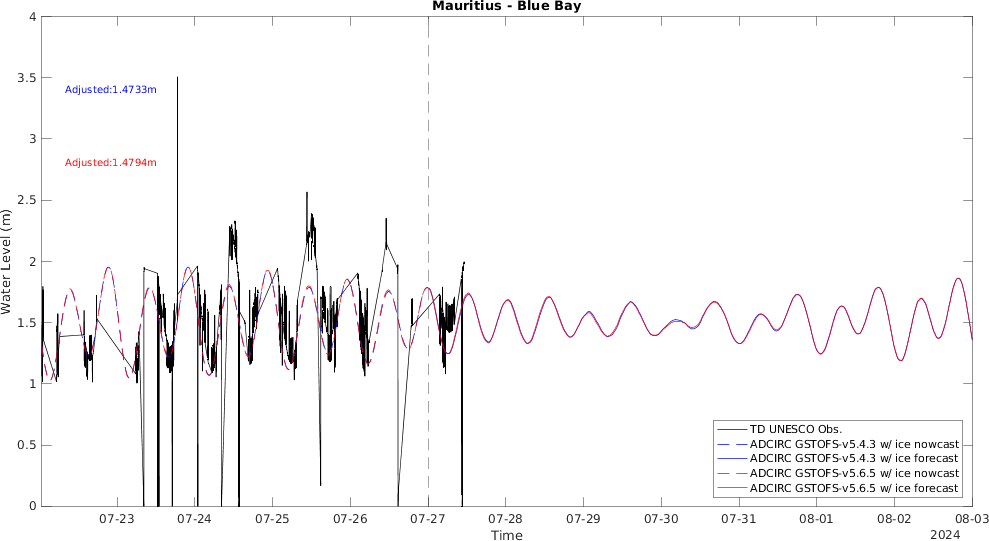 Mauritius - Blue Bay
4
3.5
3
2.5
2
1.5
1
0.5
0
Water Level (m)
Adjusted:1.4733m
Adjusted:1.4794m
TD UNESCO Obs.
ADCIRC GSTOFS-v5.4.3 w/ ice nowcast
ADCIRC GSTOFS-v5.4.3 w/ ice forecast
ADCIRC GSTOFS-v5.6.5 w/ ice nowcast
ADCIRC GSTOFS-v5.6.5 w/ ice forecast
07-23 07-24 07-25 07-26 07-27 07-28 07-29 07-30 07-31 08-01 08-02 08-03
Time
2024